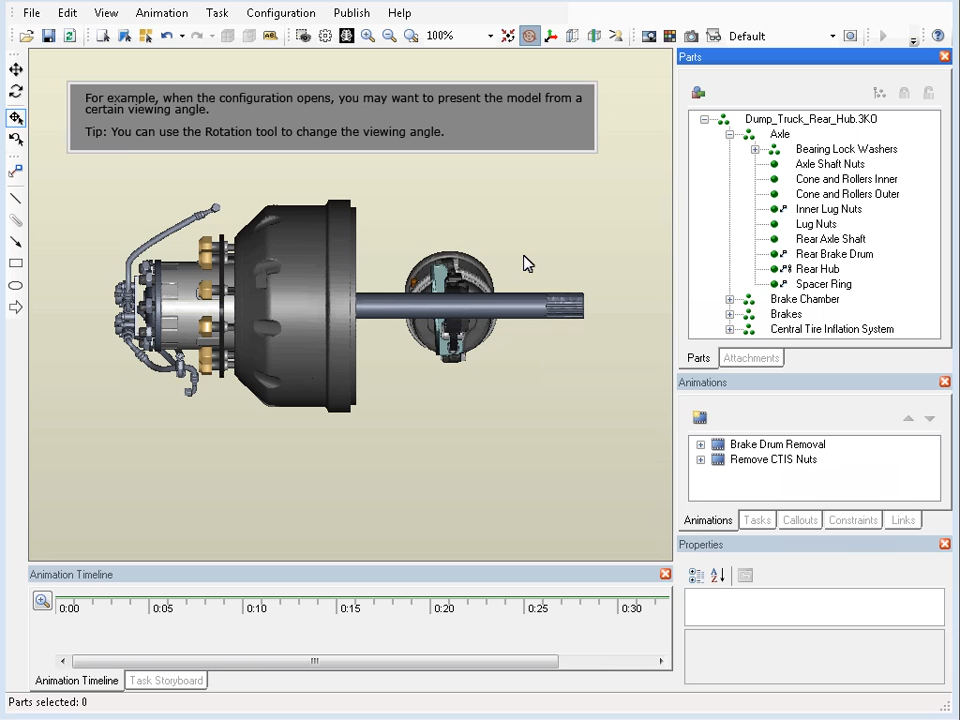 File Edit View Animation Task Configuration Publish Help
100% Default
Parts
For example, when the configuration opens, you may want to present the model from a
certain viewing angle.
Tip: You can use the Rotation tool to change the viewing angle.
Dump_Truck_Rear_Hub.3KO
Axle
Bearing Lock Washers
Axle Shaft Nuts
Cone and Rollers Inner
Cone and Rollers Outer
Inner Lug Nuts
Lug Nuts
Rear Axle Shaft
Rear Brake Drum
Rear Hub
Spacer Ring
Brake Chamber
Brakes
Central Tire Inflation System
Parts Attachments
Animations
Brake Drum Removal
Remove CTIS Nuts
Animations Tasks Callouts Constraints Links
Properties
Animation Timeline
0:00 0:05 0:10 0:15 0:20 0:25 0:30
Animation Timeline Task Storyboard
Parts selected: 0